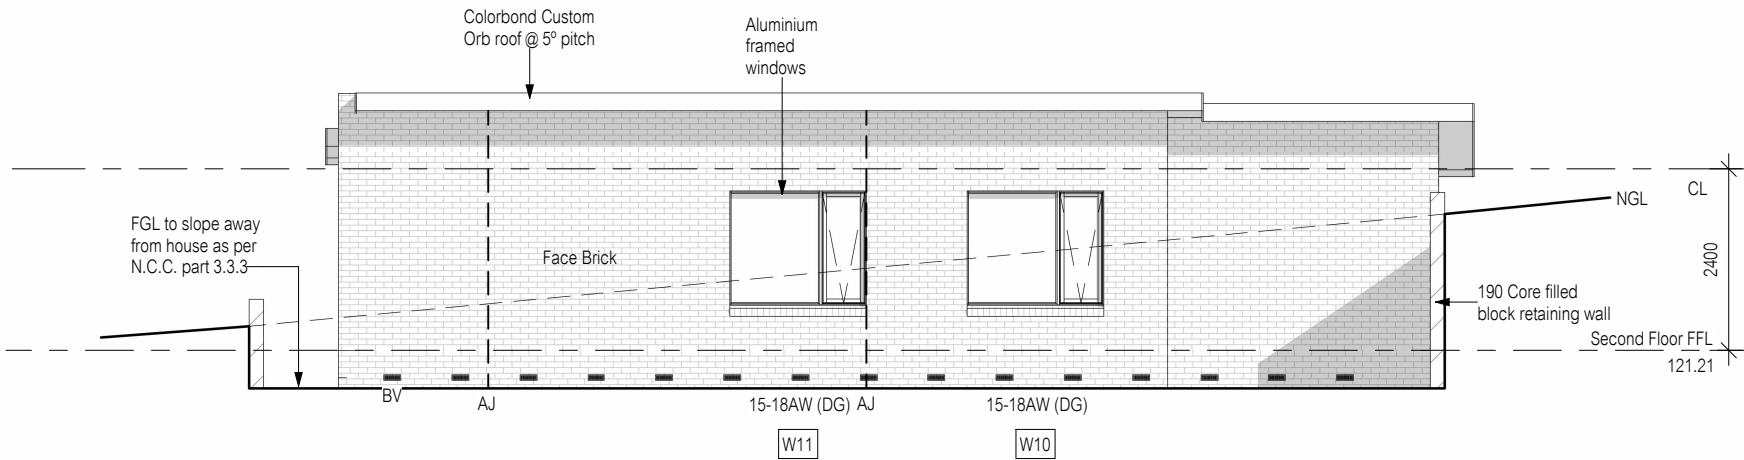 Colorbond Custom
Orb roof @ 5º pitch
Aluminium
framed
windows
CL
NGL
FGL to slope away
from house as per
N.C.C. part 3.3.3
Face Brick
2400
190 Core filled
block retaining wall
Second Floor FFL
121.21
BV
AJ
15-18AW (DG)
AJ
15-18AW (DG)
W11
W10